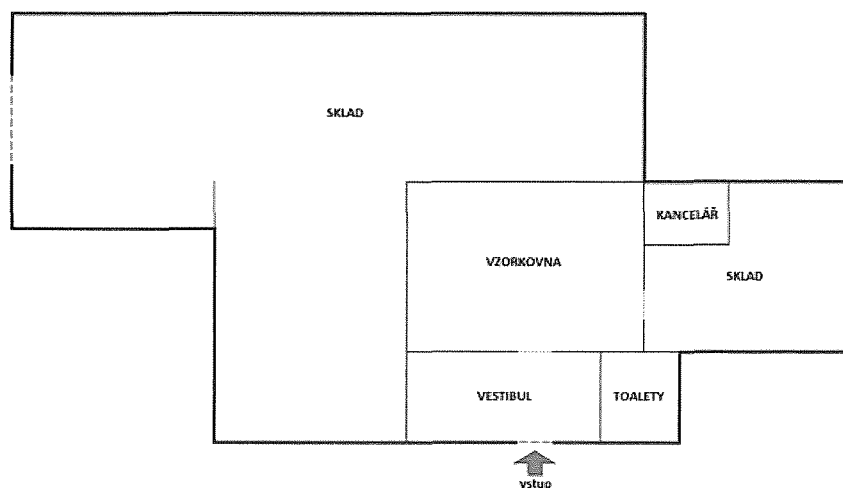 SKLAD
KANCELÁŘ
VZORKOVNA
SKLAD
VESTIBUL
TOALETY
vstup